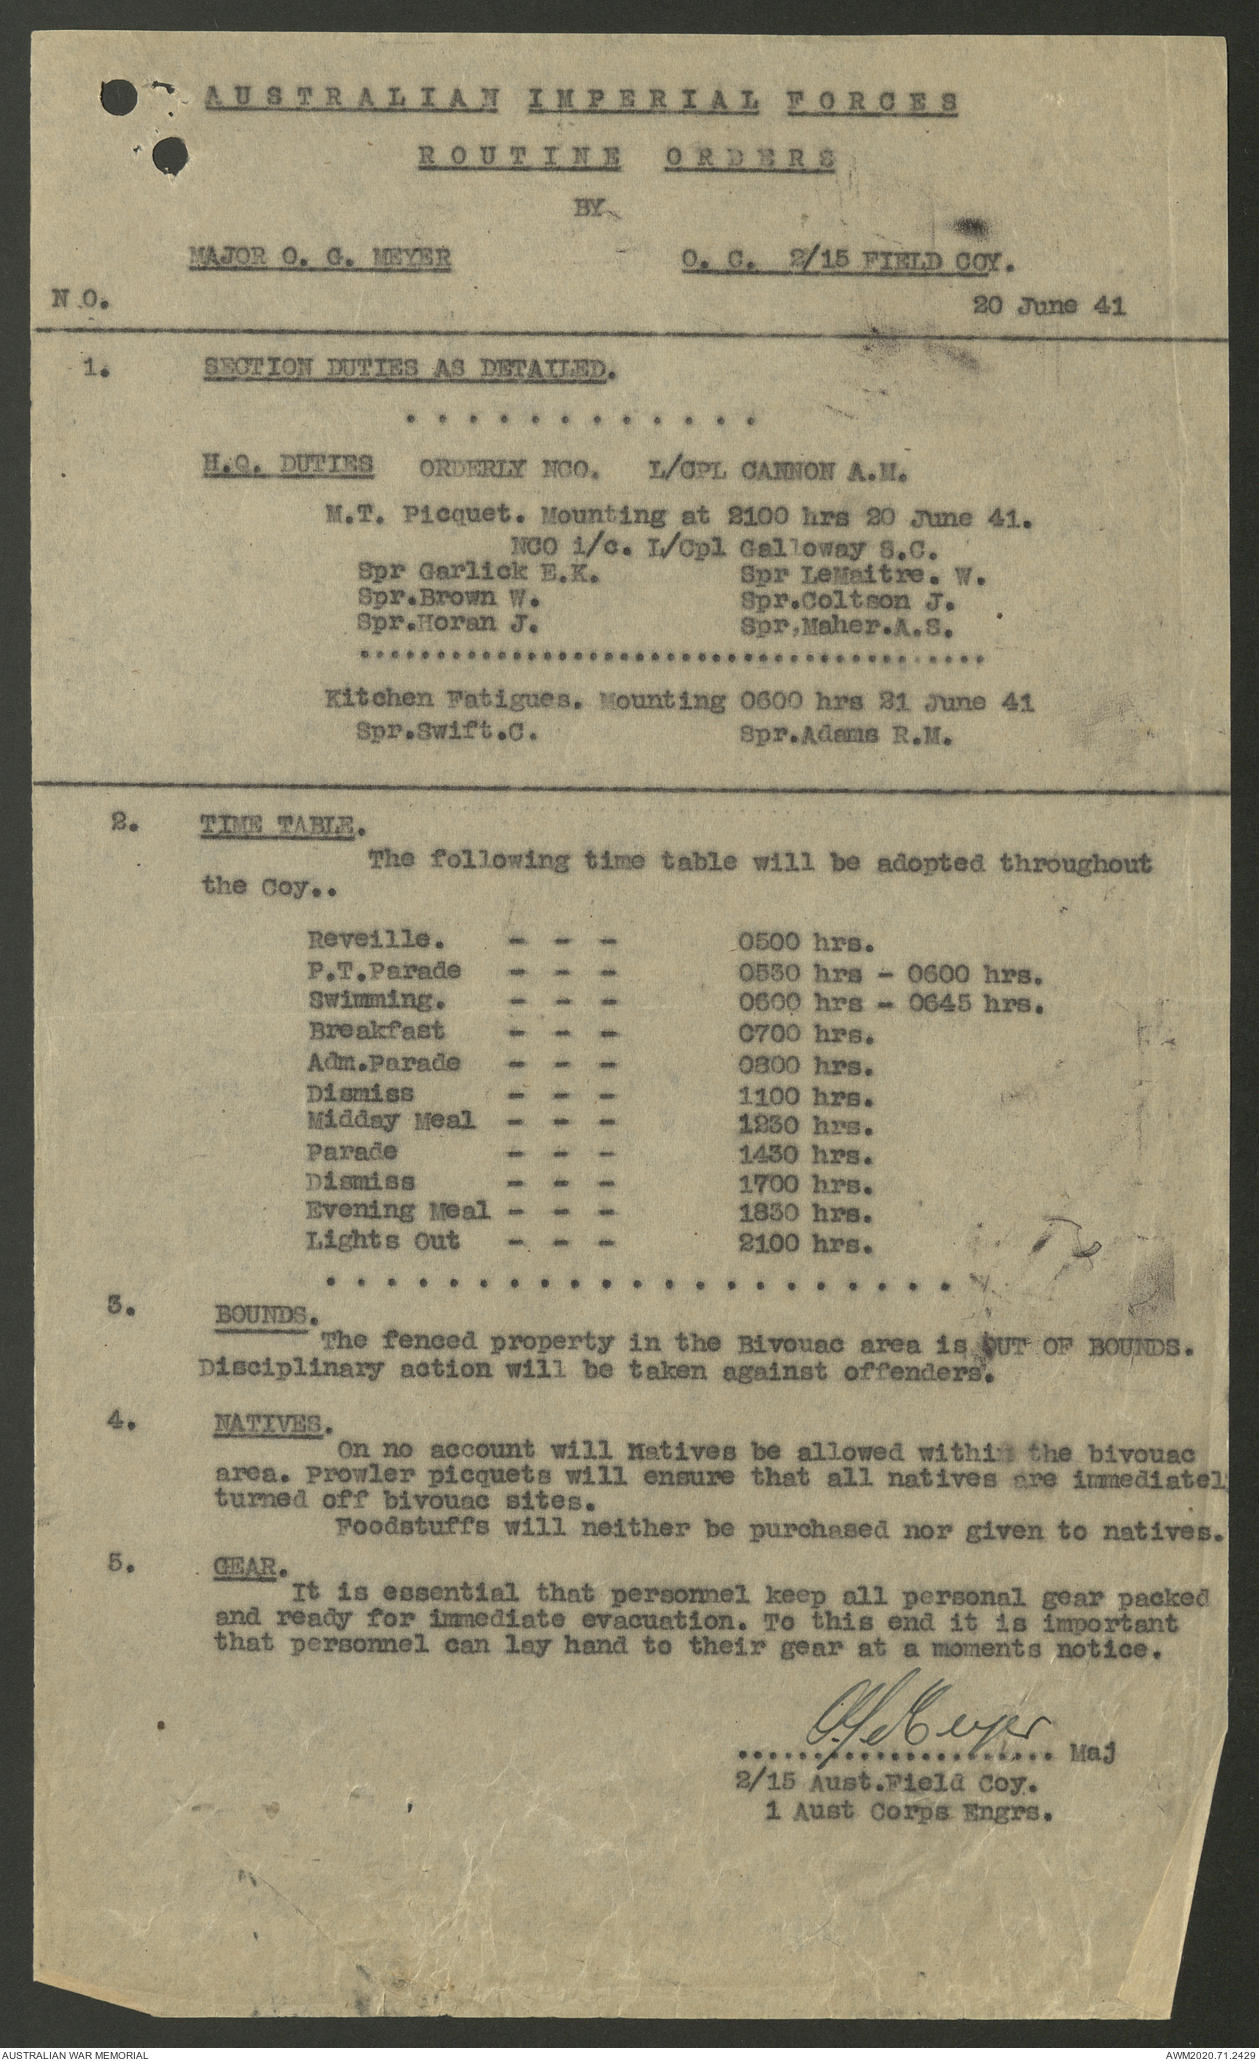 AUSTRALIAN IMPERIAL FORCES
ROUTINE ORDERS
BY
MAJOR O. G. MEYER O. C. 2/15 FIELD COY.
NO. 20 June 41
1. SECTION DUTIES AS DETAILED.
. . . . . . . . . . . .
H.Q. DUTIES ORDERLY NCO. L/CPL CANNON A.M.
M.T. Picquet. Mounting at 2100 hrs 20 June 41.
NCO i/c. L/Cpl Galloway S.C.
Spr Garlick E.K. Spr LeMaitre. W.
Spr.Brown W. Spr.Coltson J.
Spr.Horan J. Spr.Maher.A.S.
..........................................
Kitchen Fatigues. Mounting 0600 hrs 21 June 41
Spr.Swift.C. Spr.Adams R.M.
2. TIME TABLE.
The following time table will be adopted throughout
the Coy..
Reveille. - - - 0500 hrs.
P.T.Parade - - - 0530 hrs - 0600 hrs.
Swimming. - - - 0600 hrs - 0645 hrs.
Breakfast - - - 0700 hrs.
Adm.Parade - - - 0800 hrs.
Dismiss - - - 1100 hrs.
Midday Meal - - - 1230 hrs.
Parade - - - 1430 hrs.
Dismiss - - - 1700 hrs.
Evening Meal - - - 1830 hrs.
Lights Out - - - 2100 hrs.
. . . . . . . . . . . . . . . . . . . . .
3. BOUNDS.
The fenced property in the Bivouac area is OUT OF BOUNDS.
Disciplinary action will be taken against offenders.
4. NATIVES.
On no account will Natives be allowed within the bivouac
area. Prowler picquets will ensure that all natives are immediatel
turned off bivouac sites.
Foodstuffs will neither be purchased nor given to natives.
5. GEAR.
It is essential that personnel keep all personal gear packed
and ready for immediate evacuation. To this end it is important
that personnel can lay hand to their gear at a moments notice.
O.G. Meyer
..................... Maj
2/15 Aust.Field Coy.
1 Aust Corps Engrs.
AUSTRALIAN WAR MEMORIAL AWM2020.71.2429